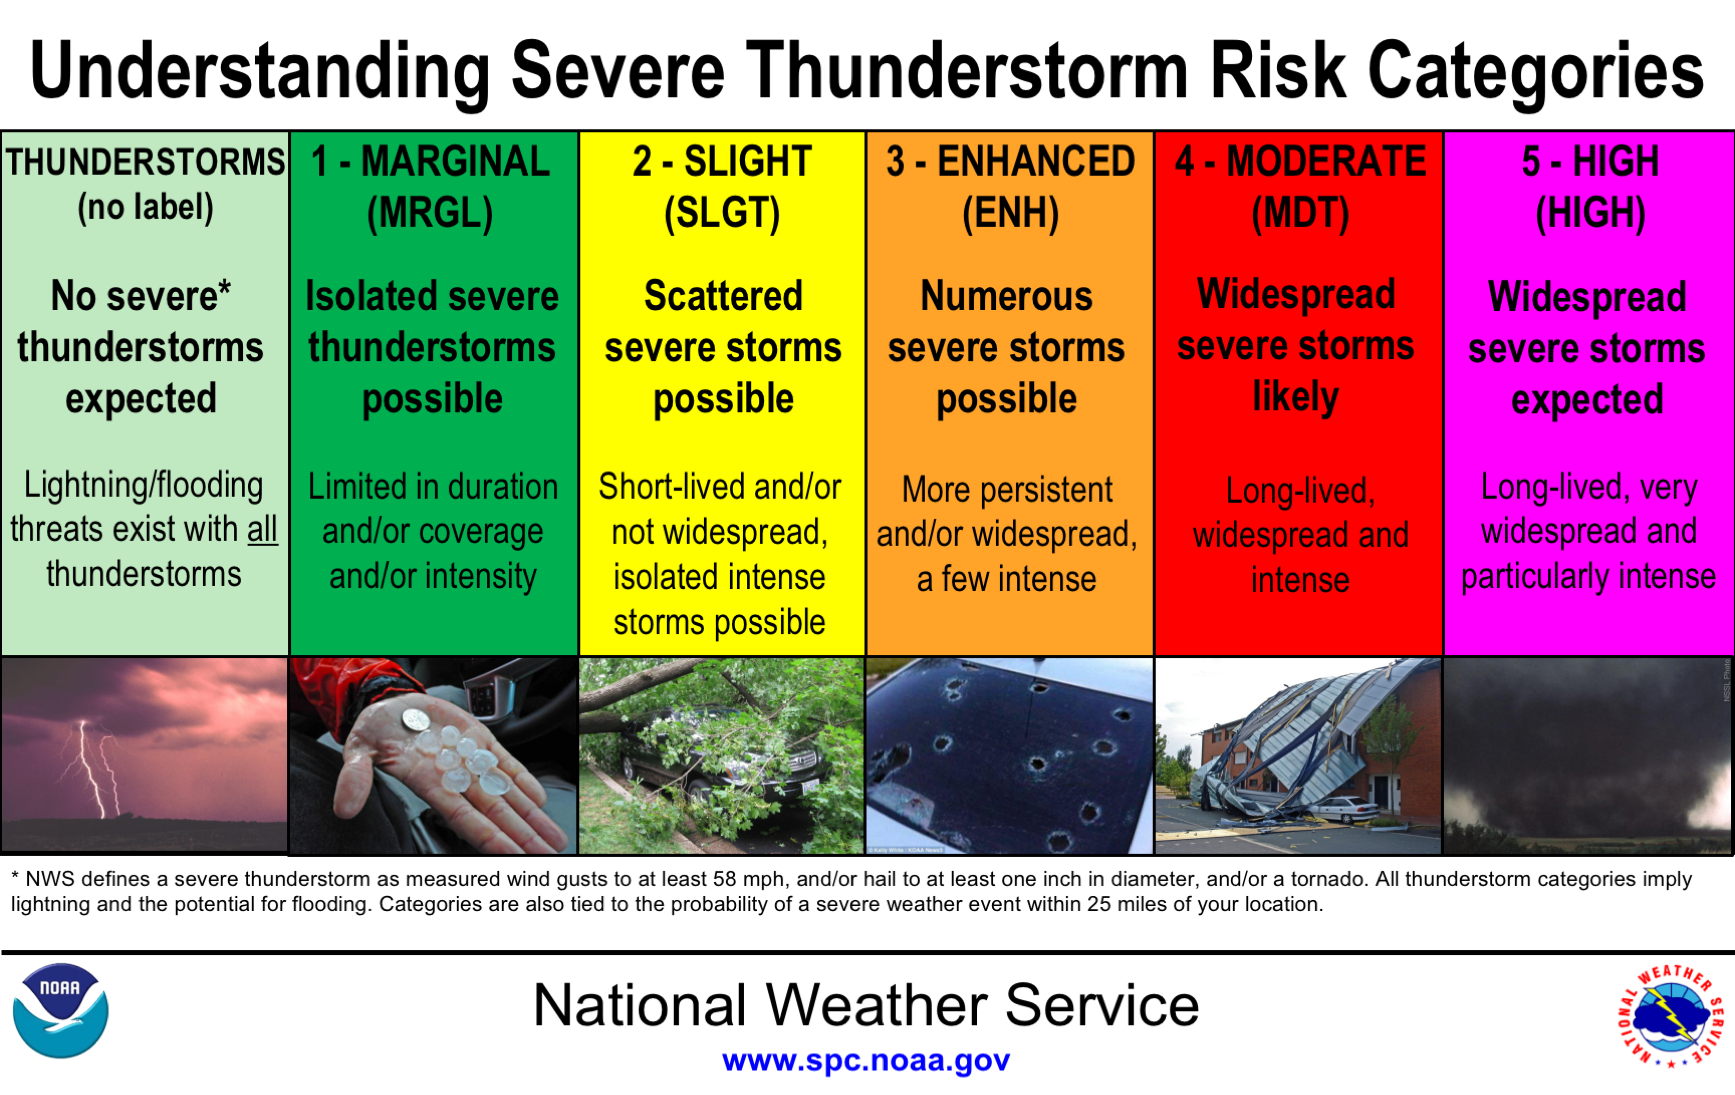 Understanding Severe Thunderstorm Risk Categories
THUNDERSTORMS
(no label)
No severe*
thunderstorms
expected
Lightning/flooding
threats exist with all
thunderstorms
1 - MARGINAL
(MRGL)
Isolated severe
thunderstorms
possible
Limited in duration
and/or coverage
and/or intensity
2 - SLIGHT
(SLGT)
Scattered
severe storms
possible
Short-lived and/or
not widespread,
isolated intense
storms possible
3 - ENHANCED
(ENH)
Numerous
severe storms
possible
More persistent
and/or widespread,
a few intense
© Kelly Wilda / KOAA News5
4 - MODERATE
(MDT)
Widespread
severe storms
likely
Long-lived,
widespread and
intense
5 - HIGH
(HIGH)
Widespread
severe storms
expected
Long-lived, very
widespread and
particularly intense
NSSL Photo
* NWS defines a severe thunderstorm as measured wind gusts to at least 58 mph, and/or hail to at least one inch in diameter, and/or a tornado. All thunderstorm categories imply
lightning and the potential for flooding. Categories are also tied to the probability of a severe weather event within 25 miles of your location.
NOAA
National Weather Service
www.spc.noaa.gov
NATIONAL WEATHER SERVICE